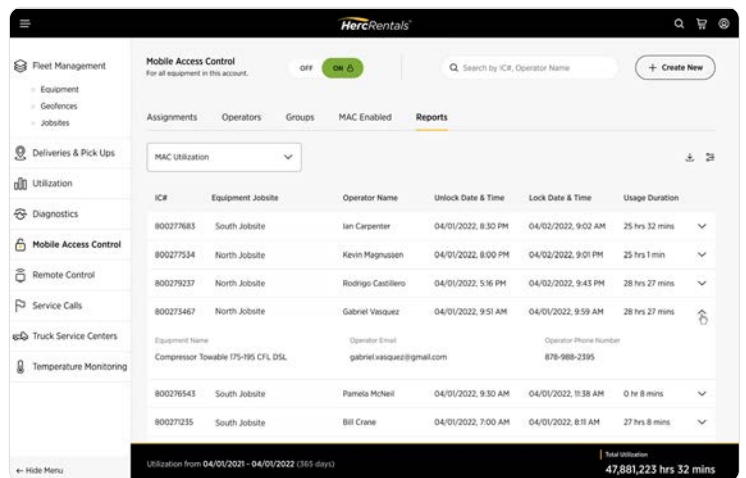 HercRentals
Fleet Management
Equipment
Geofences
Jobsites
Deliveries & Pick Ups
Utilization
Diagnostics
Mobile Access Control
Remote Control
Service Calls
Truck Service Centers
Temperature Monitoring
← Hide Menu
Mobile Access Control
For all equipment in this account.
OFF ON
Search by IC#, Operator Name
+ Create New
Assignments Operators Groups MAC Enabled Reports
MAC Utilization
IC# Equipment Jobsite Operator Name Unlock Date & Time Lock Date & Time Usage Duration
800277683 South Jobsite Ian Carpenter 04/01/2022, 8:30 PM 04/02/2022, 9:02 AM 25 hrs 32 mins
800277534 North Jobsite Kevin Magnussen 04/01/2022, 8:00 PM 04/02/2022, 9:01 PM 25 hrs 1 min
800279237 North Jobsite Rodrigo Castillero 04/01/2022, 5:16 PM 04/02/2022, 9:43 PM 28 hrs 27 mins
800273467 North Jobsite Gabriel Vasquez 04/01/2022, 9:51 AM 04/01/2022, 9:59 AM 28 hrs 27 mins
Equipment Name Operator Email Operator Phone Number
Compressor Towable 175-195 CFL DSL gabriel.vasquez@gmail.com 878-988-2395
800276543 South Jobsite Pamela McNeil 04/01/2022, 9:30 AM 04/01/2022, 11:38 AM 0 hr 8 mins
800271235 South Jobsite Bill Crane 04/01/2022, 7:00 AM 04/01/2022, 8:11 AM 27 hrs 8 mins
Utilization from 04/01/2021 - 04/01/2022 (365 days)
Total Utilization
47,881,223 hrs 32 mins